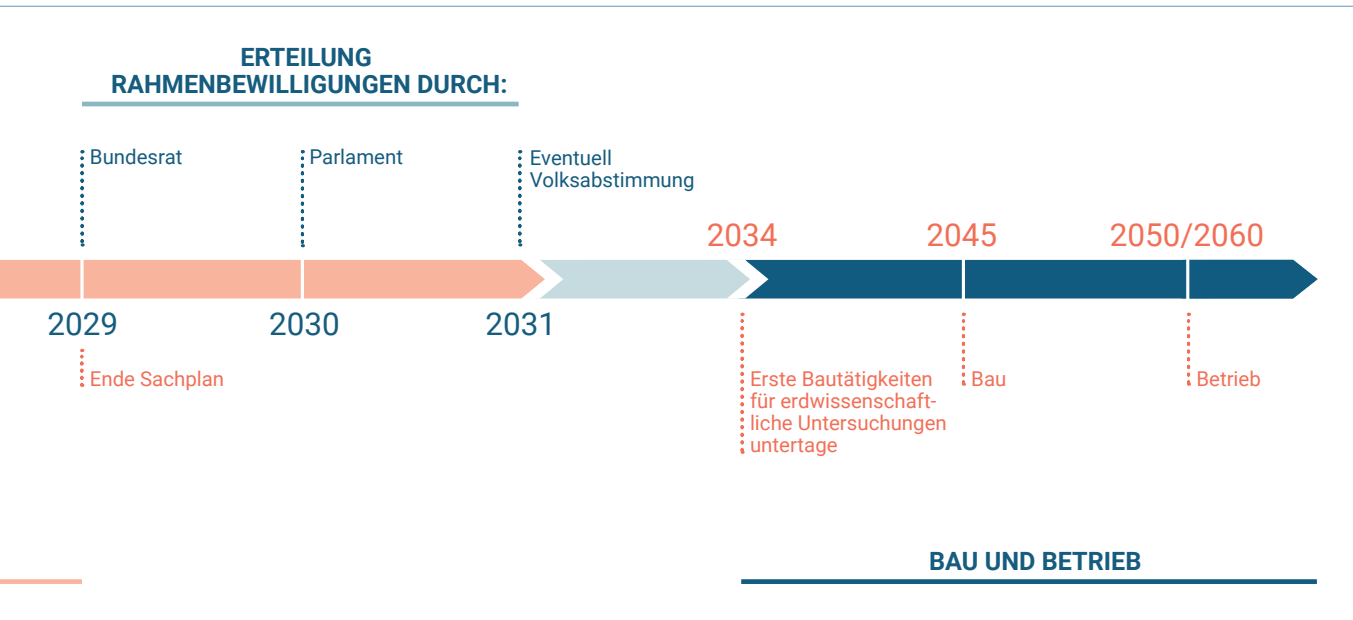 ERTEILUNG
RAHMENBEWILLIGUNGEN DURCH:
Bundesrat
Parlament
Eventuell
Volksabstimmung
2034
2045
2050/2060
2029
2030
2031
Ende Sachplan
Erste Bautätigkeiten
für erdwissenschaft-
liche Untersuchungen
untertage
Bau
Betrieb
BAU UND BETRIEB